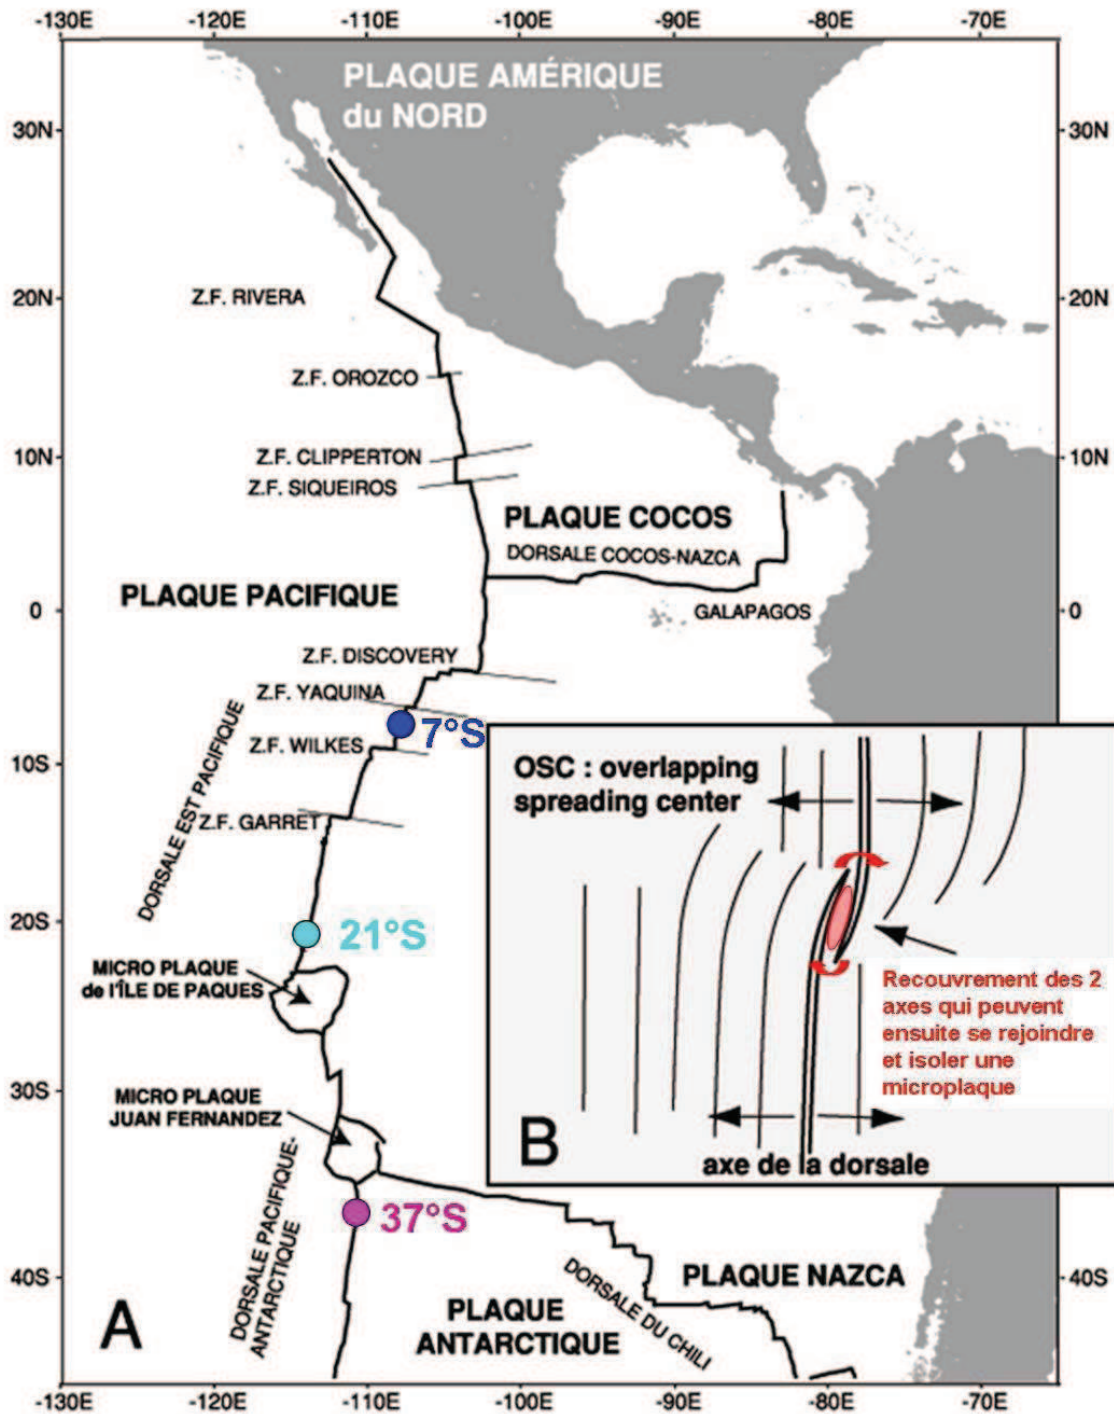 -130E -120E -110E -100E -90E -80E -70E
PLAQUE AMÉRIQUE
du NORD
30N
30N
Z.F. RIVERA
20N
20N
Z.F. OROZCO
Z.F. CLIPPERTON
10N
10N
Z.F. SIQUEIROS
PLAQUE COCOS
DORSALE COCOS-NAZCA
PLAQUE PACIFIQUE
0
0
GALAPAGOS
Z.F. DISCOVERY
Z.F. YAQUINA
7°S
Z.F. WILKES
10S
DORSALE EST PACIFIQUE
Z.F. GARRET
20S
21°S
MICRO PLAQUE
de l'ÎLE DE PAQUES
30S
MICRO PLAQUE
JUAN FERNANDEZ
DORSALE PACIFIQUE-
ANTARCTIQUE
37°S
40S
40S
PLAQUE NAZCA
DORSALE DU CHILI
PLAQUE
ANTARCTIQUE
A
OSC : overlapping
spreading center
Recouvrement des 2
axes qui peuvent
ensuite se rejoindre
et isoler une
microplaque
B
axe de la dorsale
-130E -120E -110E -100E -90E -80E -70E